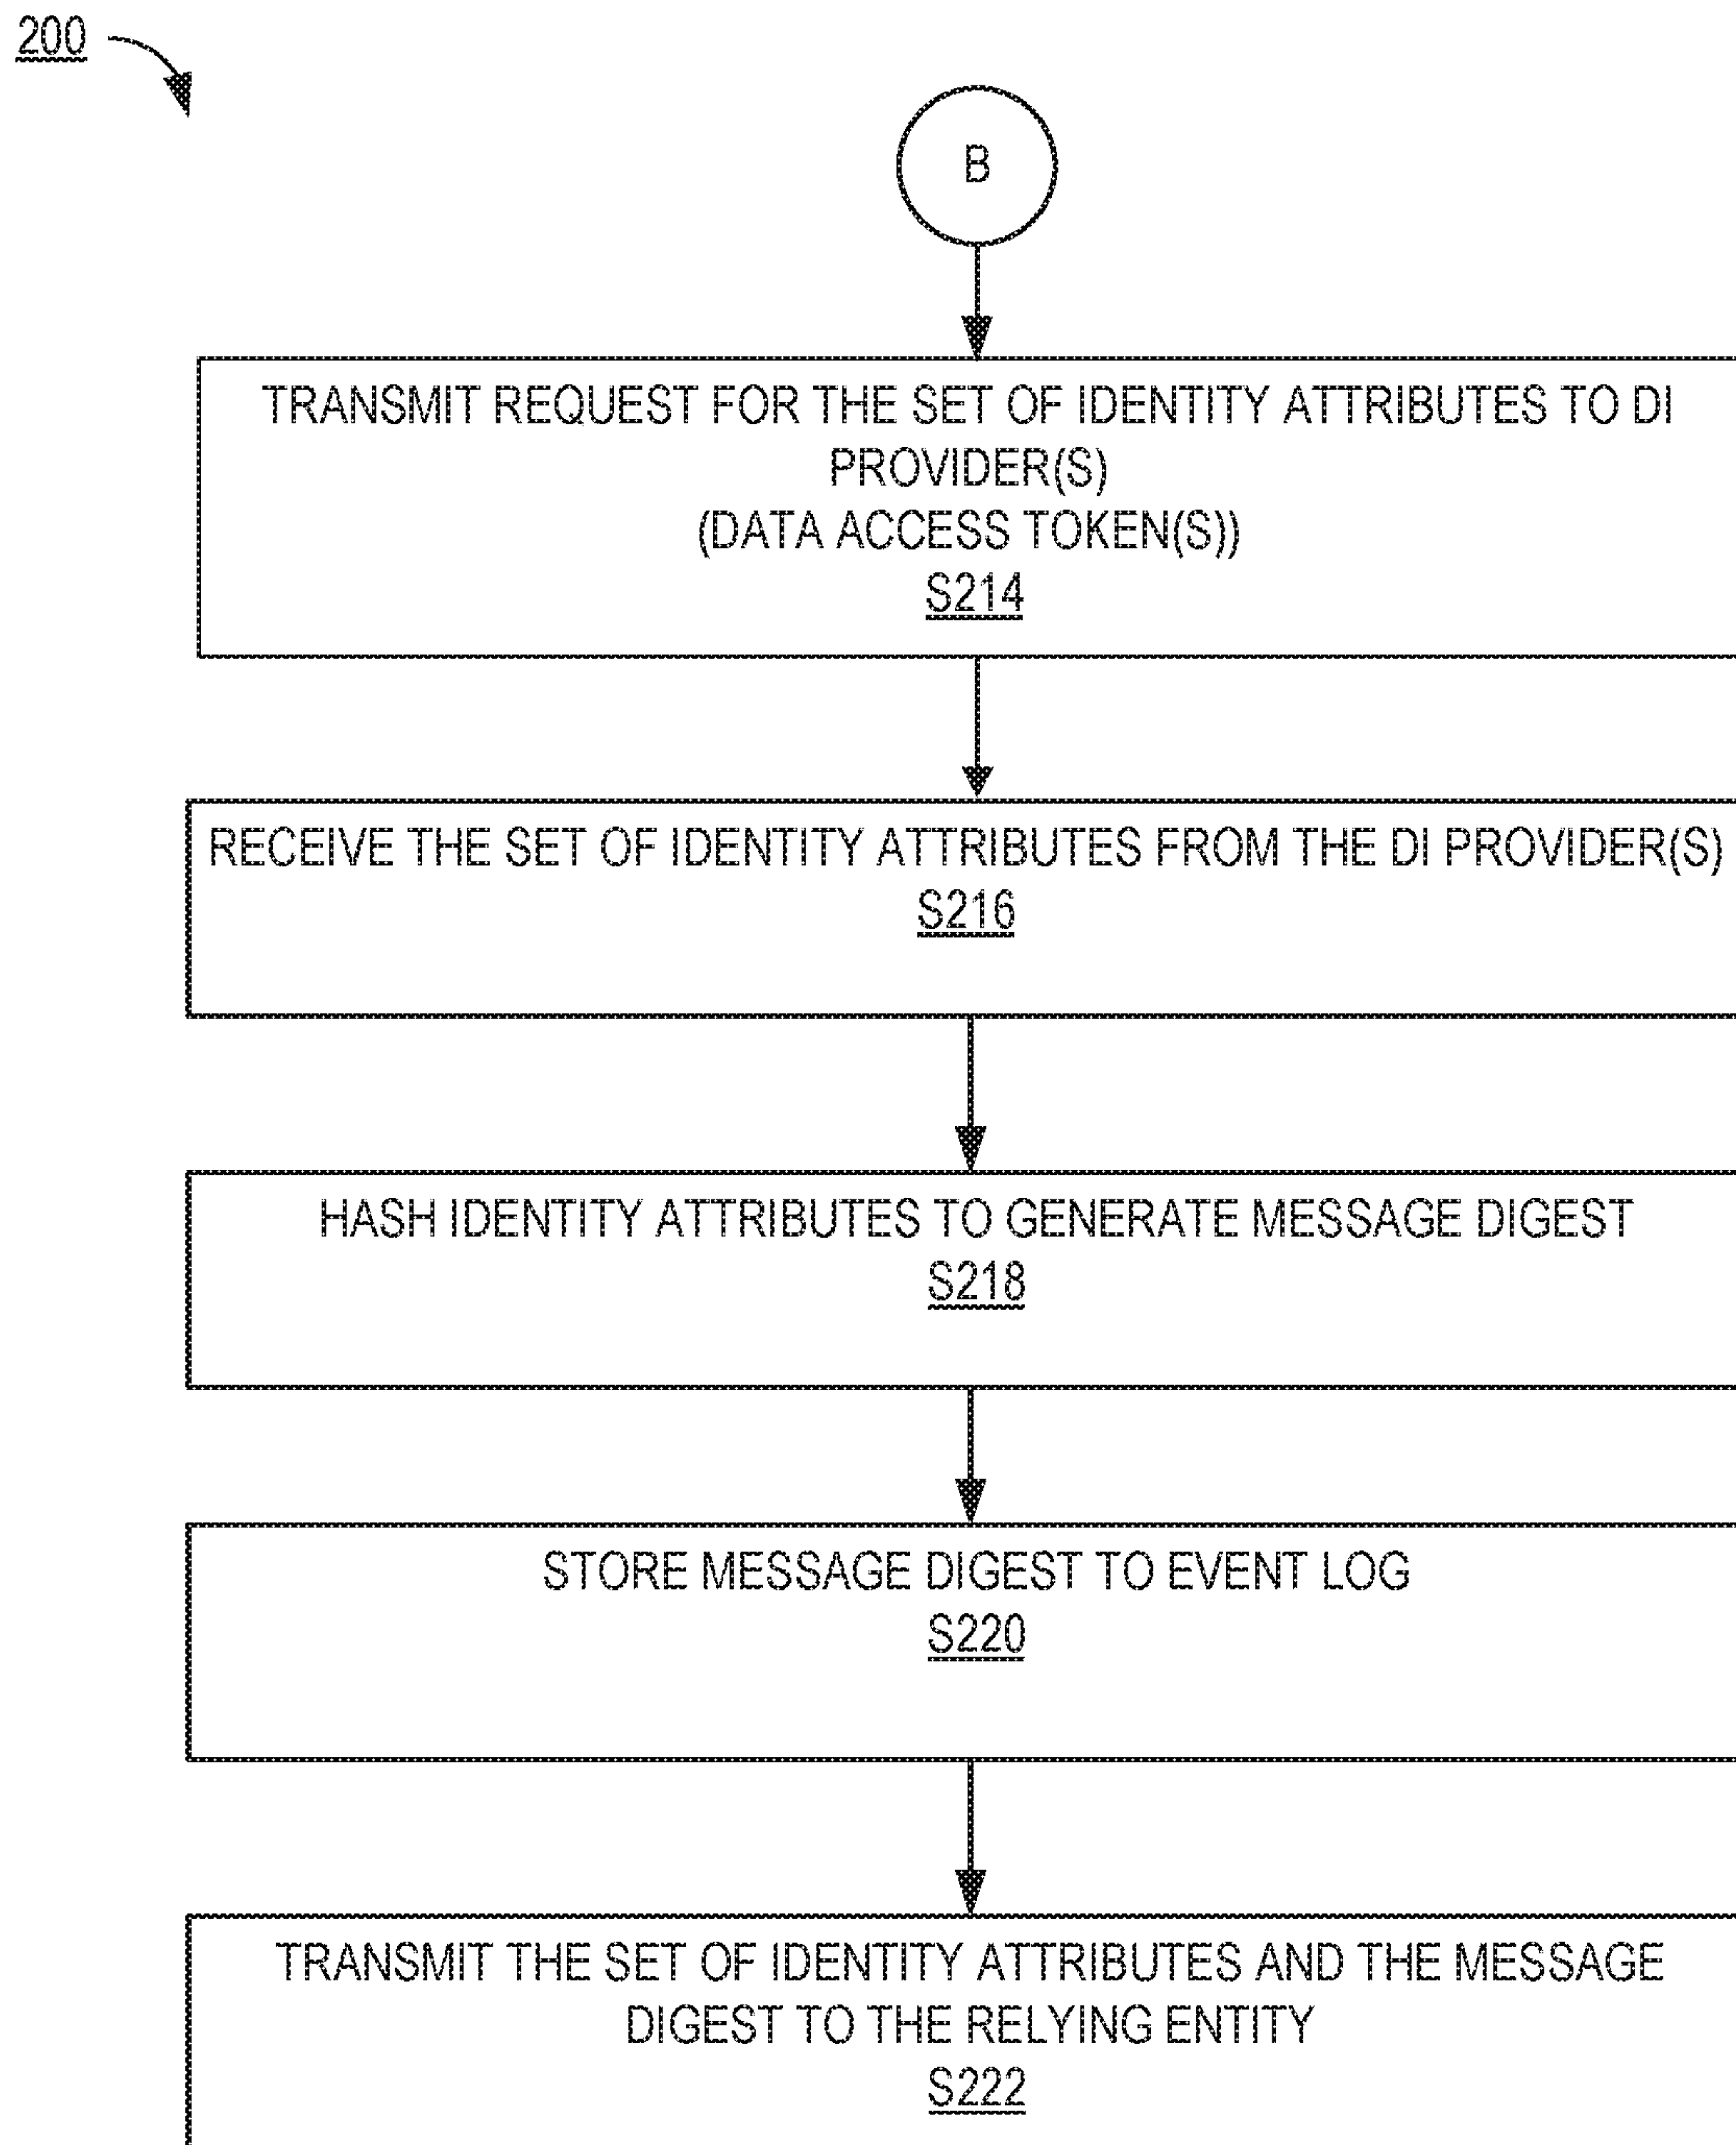 200
B
TRANSMIT REQUEST FOR THE SET OF IDENTITY ATTRIBUTES TO DI
PROVIDER(S)
(DATA ACCESS TOKEN(S))
S214
RECEIVE THE SET OF IDENTITY ATTRIBUTES FROM THE DI PROVIDER(S)
S216
HASH IDENTITY ATTRIBUTES TO GENERATE MESSAGE DIGEST
S218
STORE MESSAGE DIGEST TO EVENT LOG
S220
TRANSMIT THE SET OF IDENTITY ATTRIBUTES AND THE MESSAGE
DIGEST TO THE RELYING ENTITY
S222